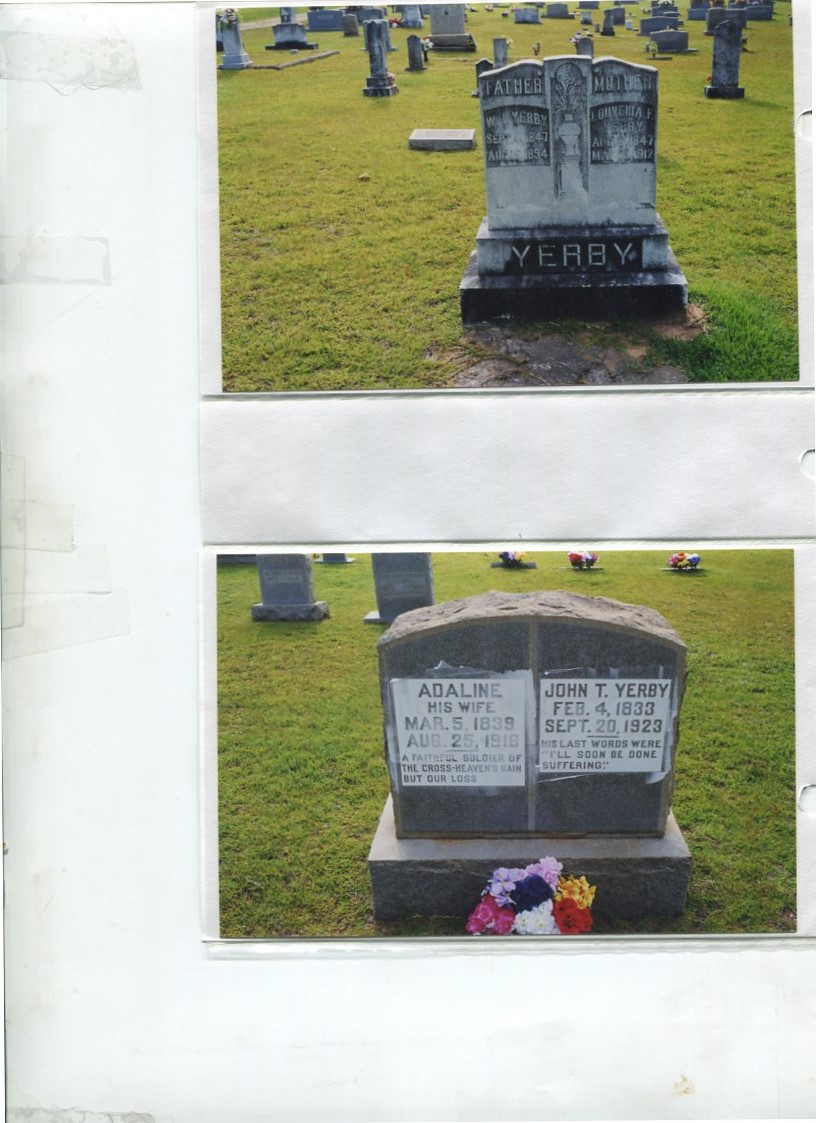 FATHER
W. YERBY
SEPT. 1847
AUG. 1894
MOTHER
LOUVENIA F.
YERBY
1847
1912
YERBY
ADALINE
HIS WIFE
MAR. 5, 1839
AUG. 25, 1916
A FAITHFUL SOLDIER OF
THE CROSS-HEAVEN'S GAIN
BUT OUR LOSS
JOHN T. YERBY
FEB. 4, 1833
SEPT. 20, 1923
HIS LAST WORDS WERE
"I'LL SOON BE DONE
SUFFERING."